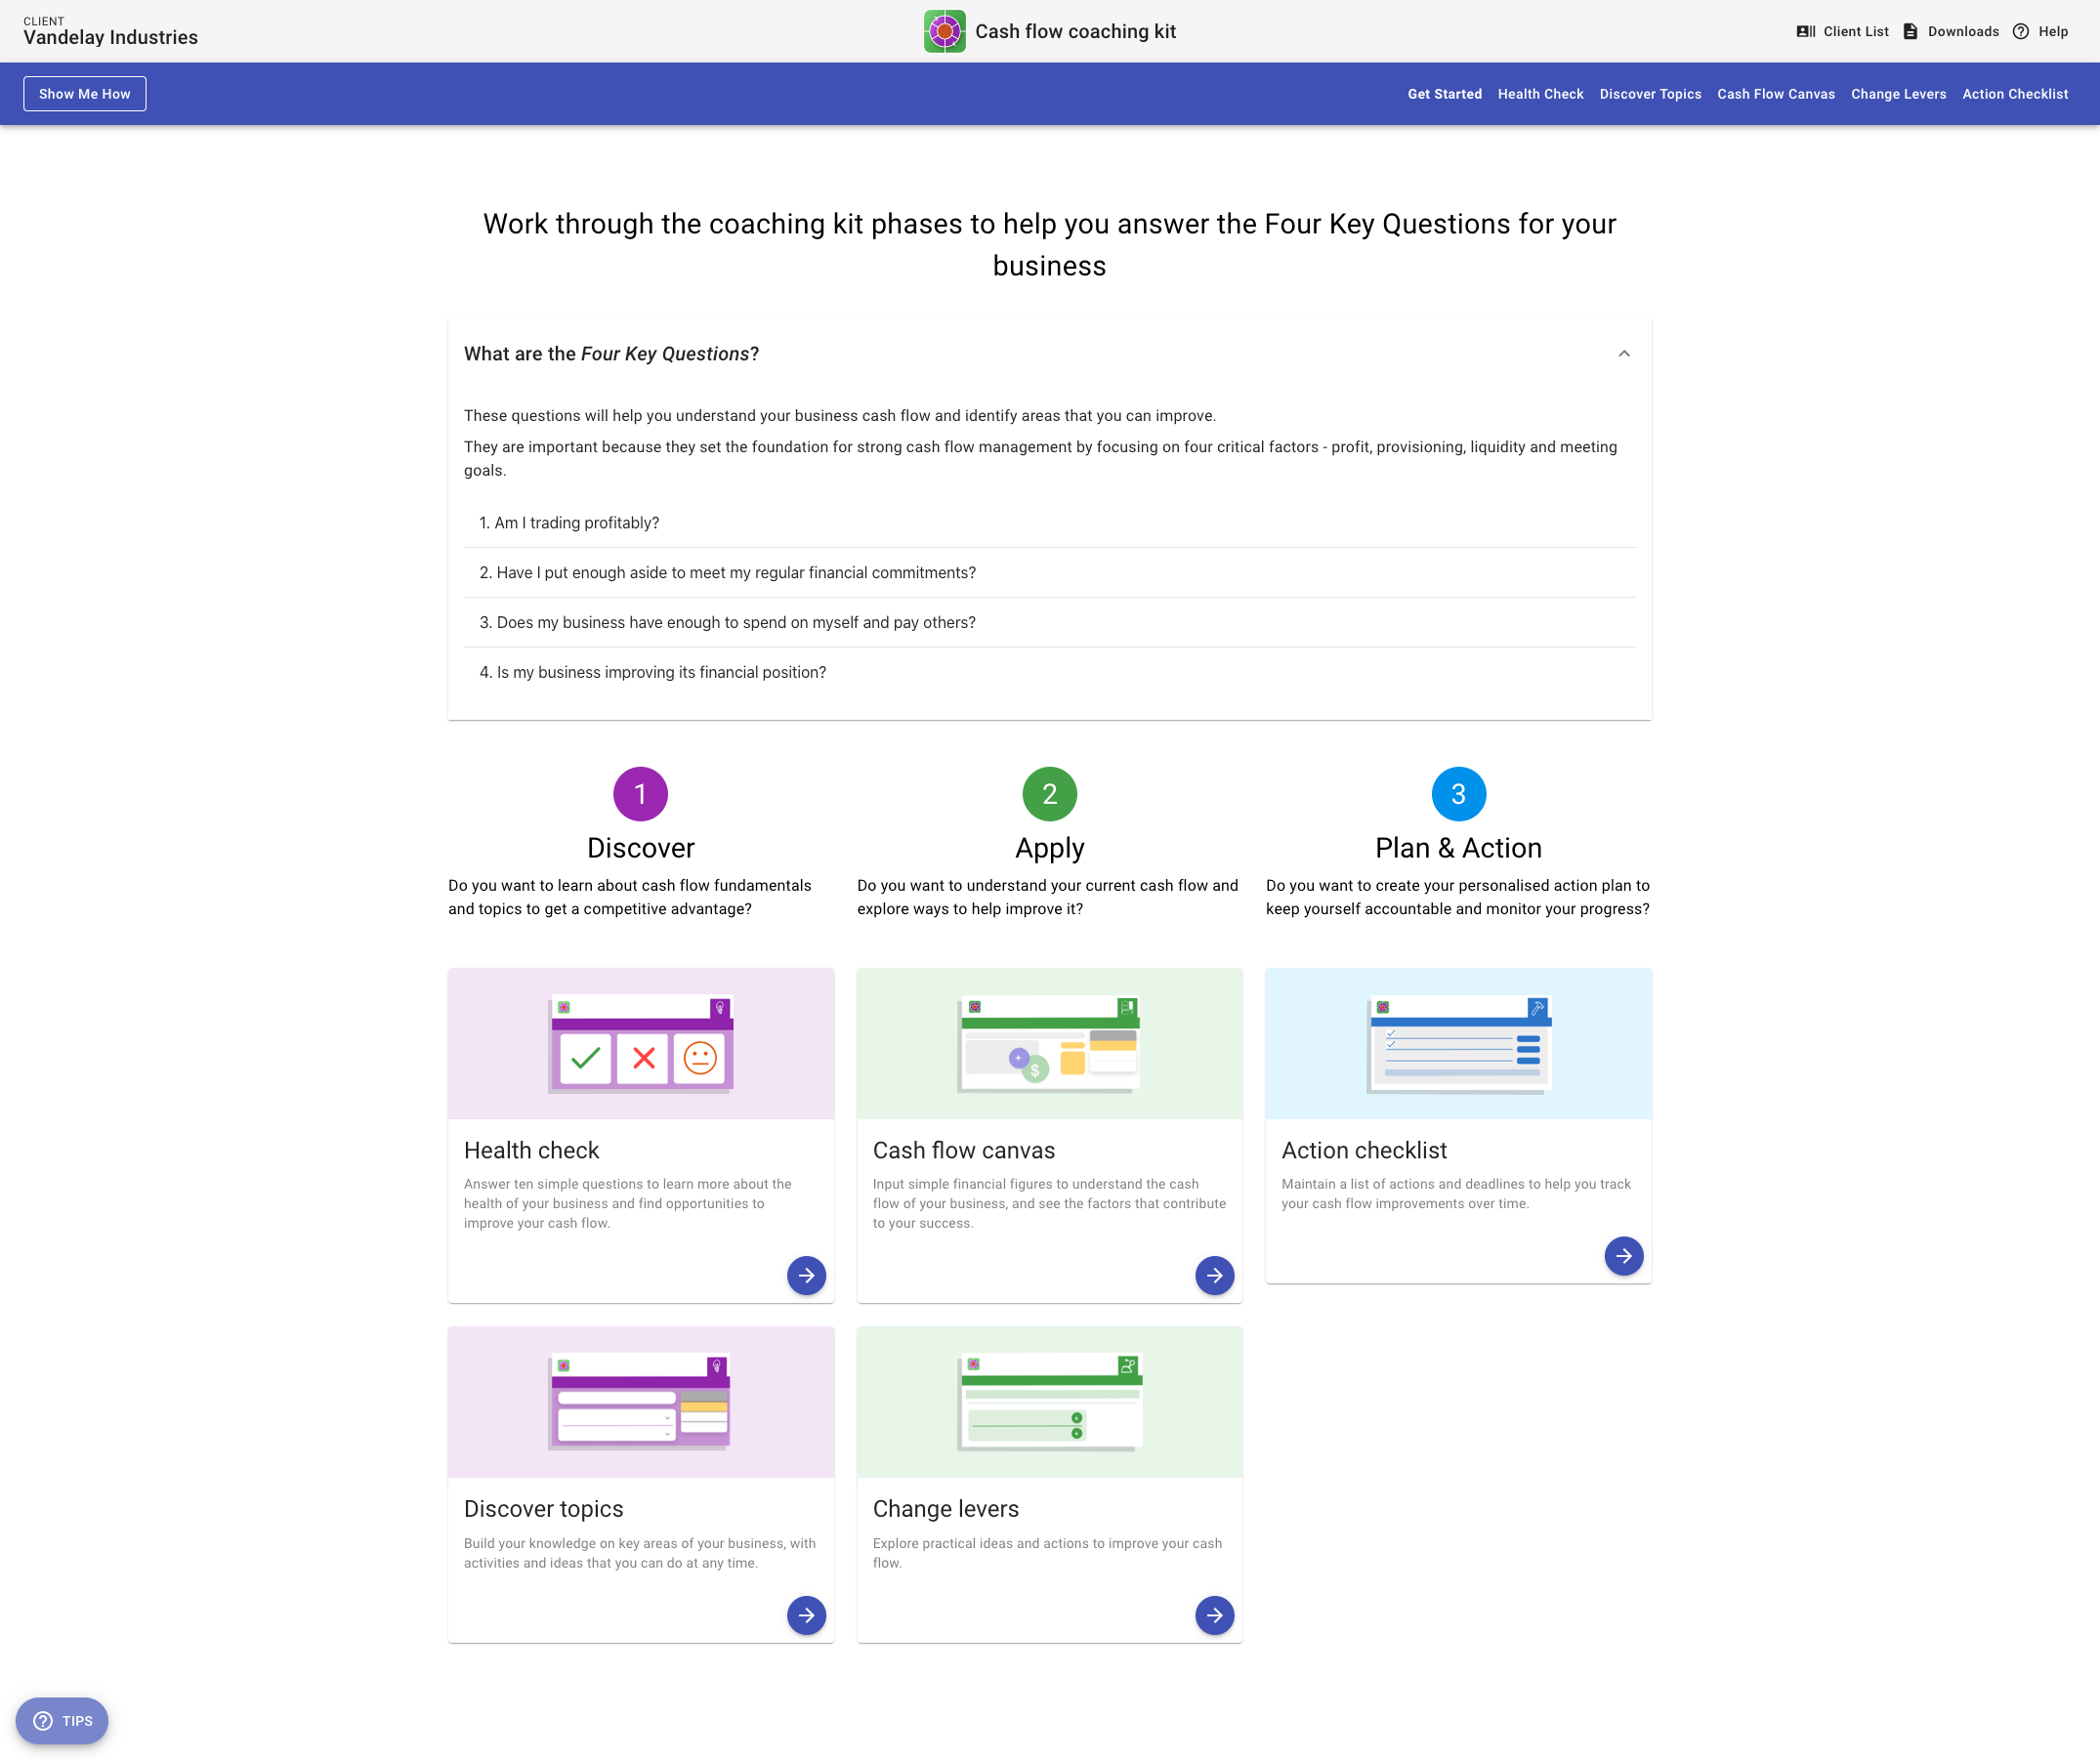 CLIENT
Vandelay Industries
Cash flow coaching kit
Client List
Downloads
Help
Show Me How
Get Started
Health Check
Discover Topics
Cash Flow Canvas
Change Levers
Action Checklist
Work through the coaching kit phases to help you answer the Four Key Questions for your
business
What are the Four Key Questions?
These questions will help you understand your business cash flow and identify areas that you can improve.
They are important because they set the foundation for strong cash flow management by focusing on four critical factors - profit, provisioning, liquidity and meeting
goals.
1. Am I trading profitably?
2. Have I put enough aside to meet my regular financial commitments?
3. Does my business have enough to spend on myself and pay others?
4. Is my business improving its financial position?
1
Discover
Do you want to learn about cash flow fundamentals
and topics to get a competitive advantage?
2
Apply
Do you want to understand your current cash flow and
explore ways to help improve it?
3
Plan & Action
Do you want to create your personalised action plan to
keep yourself accountable and monitor your progress?
Health check
Answer ten simple questions to learn more about the
health of your business and find opportunities to
improve your cash flow.
$
Cash flow canvas
Input simple financial figures to understand the cash
flow of your business, and see the factors that contribute
to your success.
Action checklist
Maintain a list of actions and deadlines to help you track
your cash flow improvements over time.
Discover topics
Build your knowledge on key areas of your business, with
activities and ideas that you can do at any time.
Change levers
Explore practical ideas and actions to improve your cash
flow.
TIPS